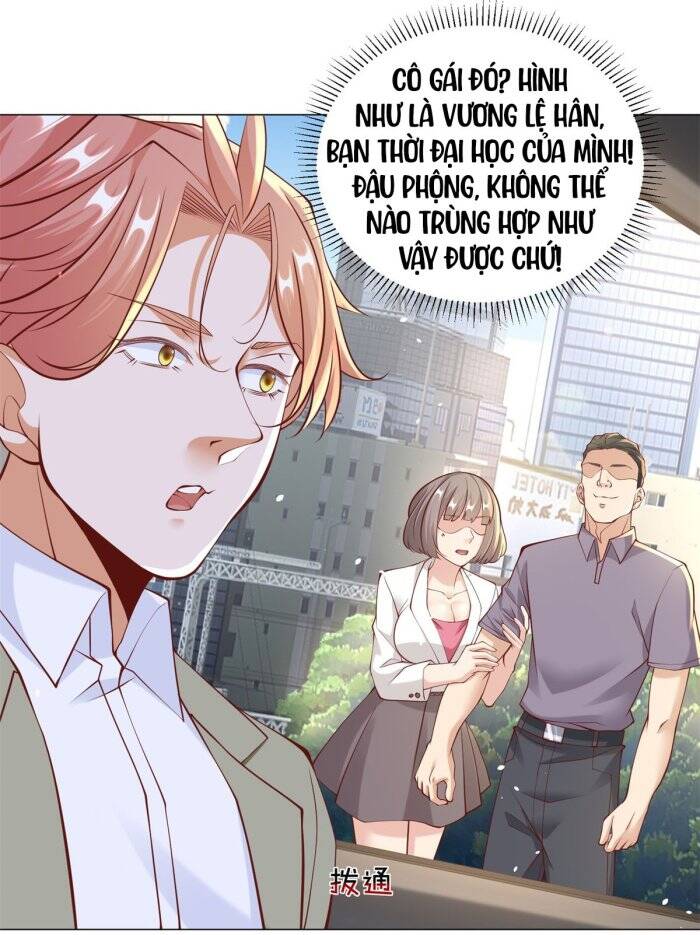 CÔ GÁI ĐÓ? HÌNH
NHƯ LÀ VƯƠNG LỆ HÂN,
BẠN THỜI ĐẠI HỌC CỦA MÌNH!
ĐẬU PHỘNG, KHÔNG THỂ
NÀO TRÙNG HỢP NHƯ
VẬY ĐƯỢC CHỨ!
HOTEL
拨通